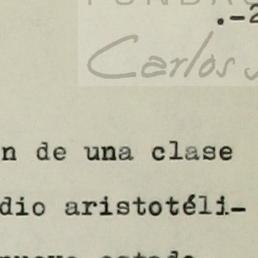 .-2
Carlos
n de una clase
dio aristotéli-